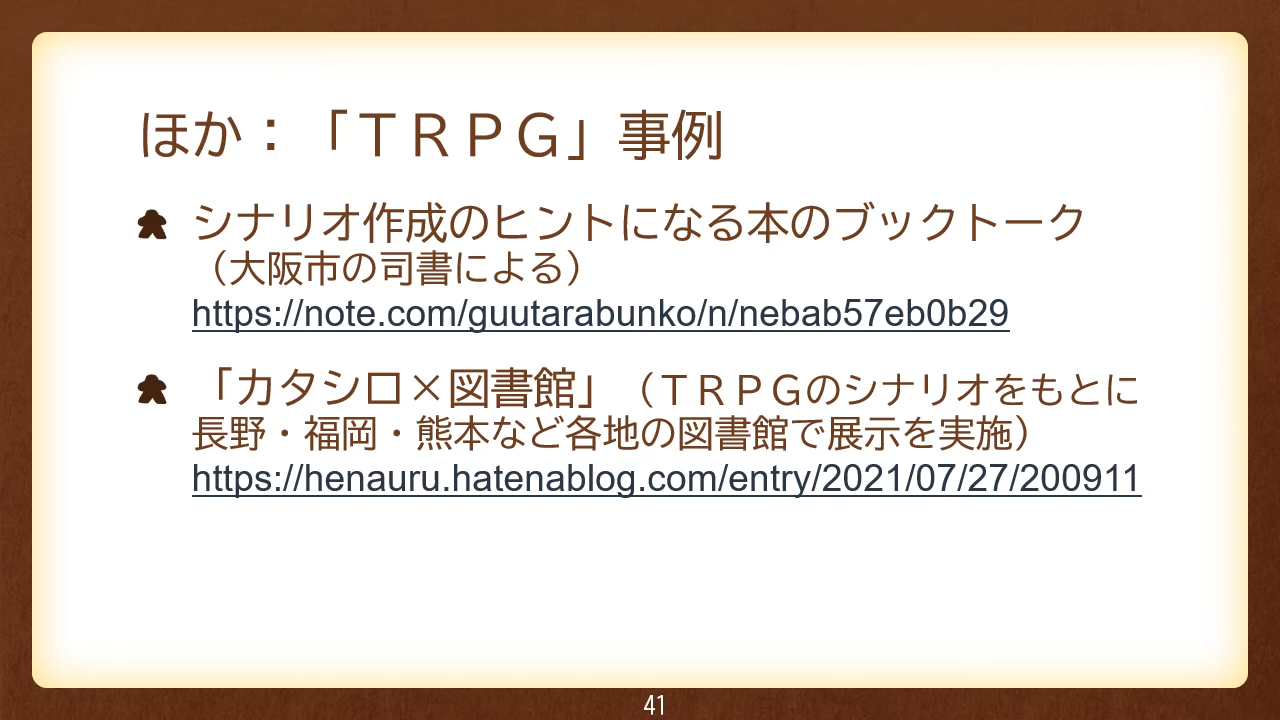 ほか：「ＴＲＰＧ」事例
シナリオ作成のヒントになる本のブックトーク
（大阪市の司書による）
https://note.com/guutarabunko/n/nebab57eb0b29
「カタシロ×図書館」（ＴＲＰＧのシナリオをもとに
長野・福岡・熊本など各地の図書館で展示を実施）
https://henauru.hatenablog.com/entry/2021/07/27/200911
41